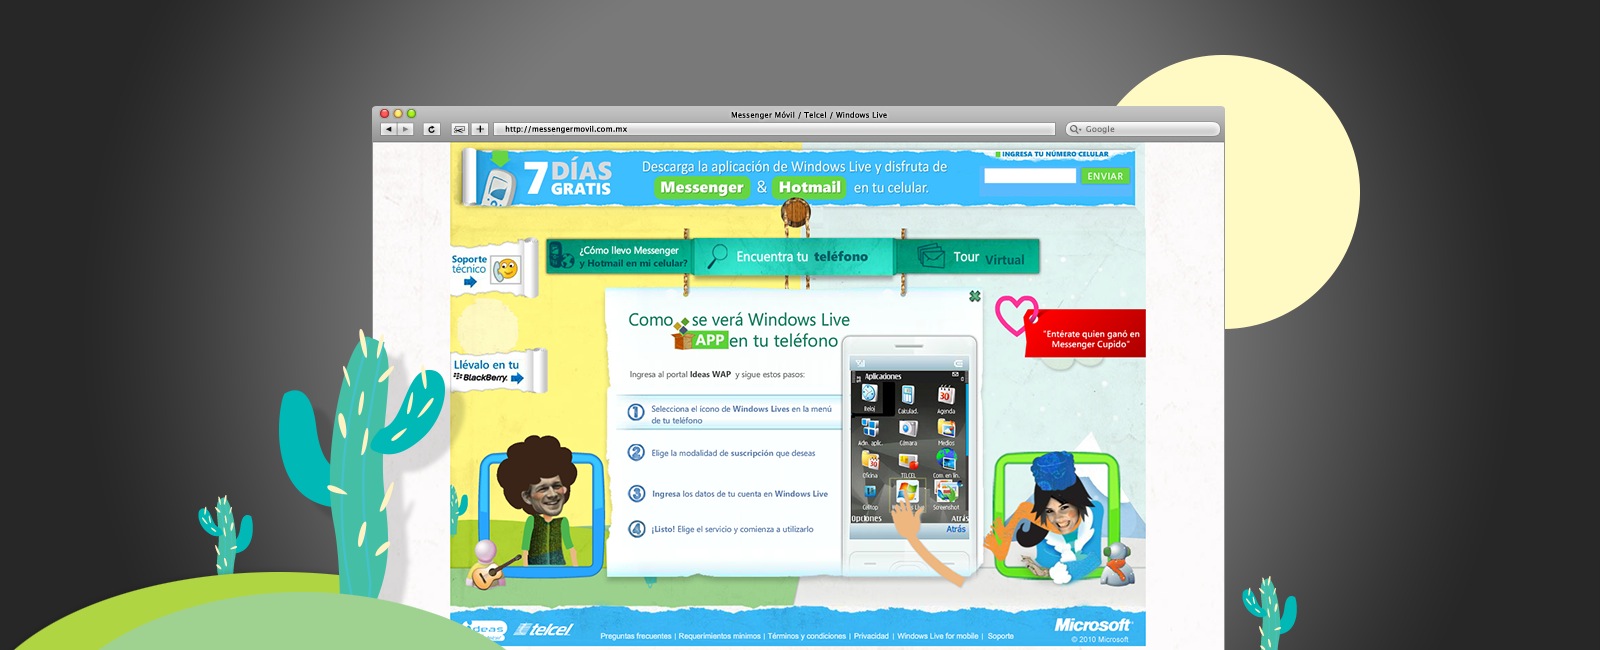 Messenger Móvil / Telcel / Windows Live
http://messengermovil.com.mx
Google
7 DÍAS
GRATIS
Descarga la aplicación de Windows Live y disfruta de
Messenger & Hotmail en tu celular.
INGRESA TU NÚMERO CELULAR
ENVIAR
Soporte
técnico
¿Cómo llevo Messenger
y Hotmail en mi celular?
Encuentra tu teléfono
Tour Virtual
Llévalo en tu
BlackBerry.
Como se verá Windows Live
APP en tu teléfono
Ingresa al portal Ideas WAP y sigue estos pasos:
1 Selecciona el icono de Windows Lives en la menú
de tu teléfono
2 Elige la modalidad de suscripción que deseas
3 Ingresa los datos de tu cuenta en Windows Live
4 ¡Listo! Elige el servicio y comienza a utilizarlo
Aplicaciones
Reloj Calculad. Agenda
30
Adm. aplic. Cámara Medios
Oficina TELCEL Com. en lín.
30
Screenshot
Opciones Atrás
Atrás
"Entérate quien ganó en
Messenger Cupido"
ideas
telcel
Preguntas frecuentes | Requerimientos mínimos | Términos y condiciones | Privacidad | Windows Live for mobile | Soporte
Microsoft
© 2010 Microsoft